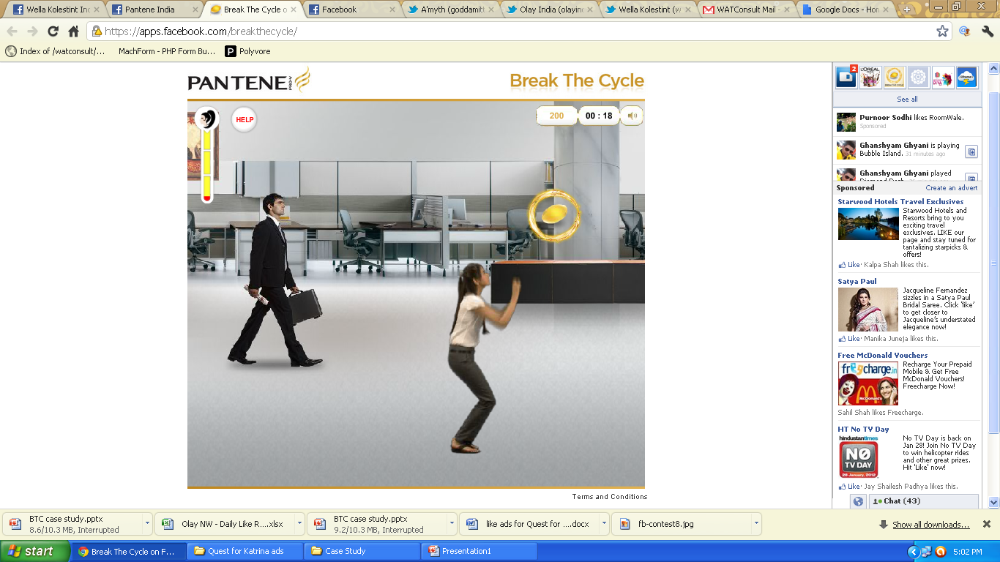 Wella Kolestint Ind
Pantene India
Break The Cycle o
Facebook
A'myth (goddamith
Olay India (olayind
Wella Kolestint (w
WATConsult Mail -
Google Docs - Hom
https://apps.facebook.com/breakthecycle/
Index of /watconsult/...
MachForm - PHP Form Bu...
P
Polyvore
PANTENE
PRO-V
Break The Cycle
HELP
200
00 : 18
Terms and Conditions
2
L'ORÉAL
See all
Purnoor Sodhi likes RoomWale.
Sponsored
Ghanshyam Ghyani is playing
Bubble Island. 31 minutes ago
Ghanshyam Ghyani played
Diamond Dash.
Sponsored
Create an advert
Starwood Hotels Travel Exclusives
Starwood Hotels and
Resorts bring to you
exciting travel
exclusives. LIKE our
page and stay tuned for
tantalizing starpicks &
offers!
Like · Kalpa Shah likes this.
Satya Paul
Jacqueline Fernandez
sizzles in a Satya Paul
Bridal Saree. Click 'like'
to get closer to
Jacqueline's understated
elegance now!
Like · Manika Juneja likes this.
Free McDonald Vouchers
freecharge.in
McDonald's
Recharge Your Prepaid
Mobile & Get Free
McDonald Vouchers!
Freecharge Now!
Sahil Shah likes Freecharge.
HT No TV Day
hindustantimes
NO
TV DAY
28 January, 2012
No TV Day is back on
Jan 28! Join No TV Day
to win helicopter rides
and other great prizes.
Hit 'Like' now!
Like · Jay Shailesh Padhya likes this.
Chat (43)
BTC case study.pptx
8.6/10.3 MB, Interrupted
Olay NW - Daily Like R....xlsx
BTC case study.pptx
9.2/10.3 MB, Interrupted
like ads for Quest for ....docx
fb-contest8.jpg
Show all downloads...
start
Break The Cycle on F...
Quest for Katrina ads
Case Study
Presentation1
5:02 PM